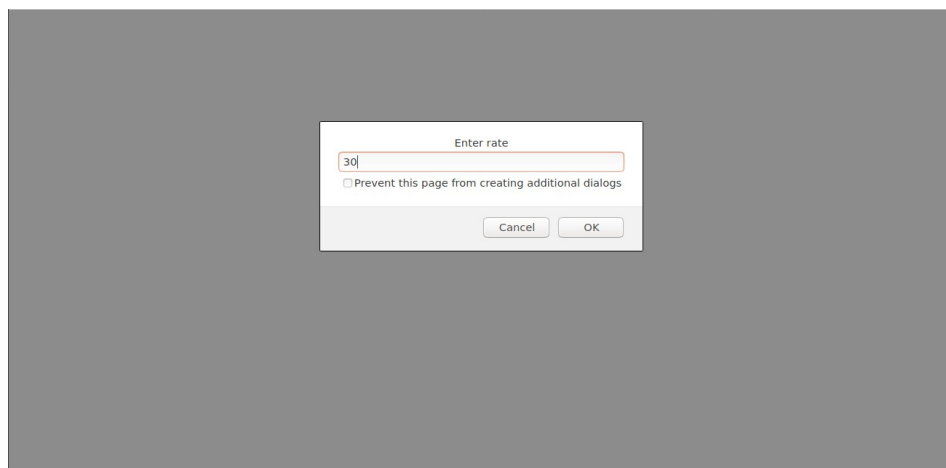 Enter rate
30
Prevent this page from creating additional dialogs
Cancel OK